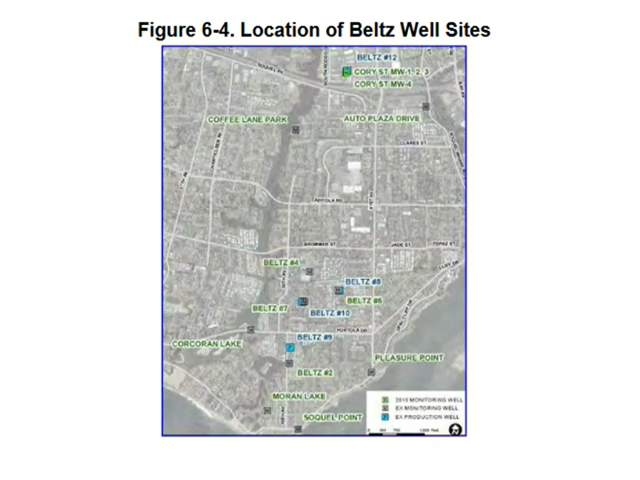 Figure 6-4. Location of Beltz Well Sites
BELTZ #12
CORY ST MW-1, 2, 3
CORY ST MW-4
COFFEE LANE PARK
AUTO PLAZA DRIVE
CLARES ST
CAPITOLA RD
BROMMER ST
JADE ST
TOPAZ ST
BELTZ #4
BELTZ #8
BELTZ #6
BELTZ #7
BELTZ #10
PORTOLA DR
BELTZ #9
CORCORAN LAKE
PLEASURE POINT
BELTZ #2
MORAN LAKE
SOQUEL POINT
MONITORING WELL
EX MONITORING WELL
EX PRODUCTION WELL